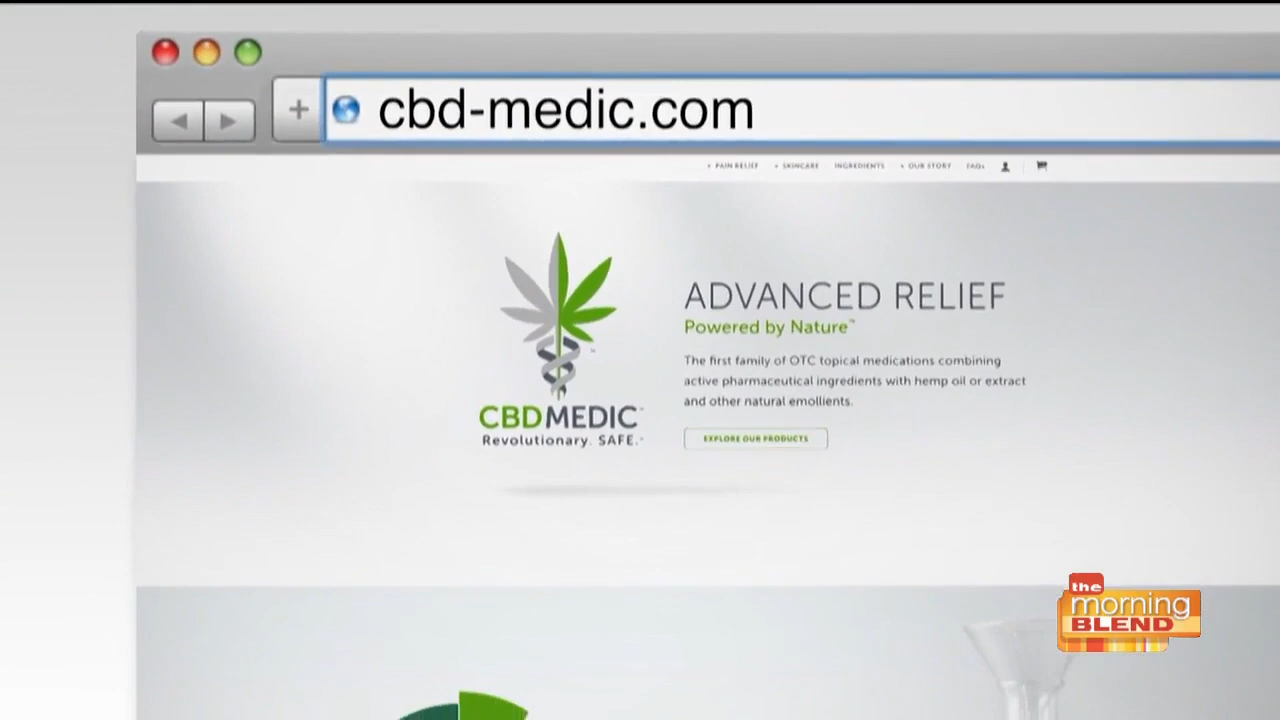 cbd-medic.com
+ PAIN RELIEF + SKINCARE INGREDIENTS + OUR STORY FAQs
ADVANCED RELIEF
Powered by Nature™
The first family of OTC topical medications combining
active pharmaceutical ingredients with hemp oil or extract
and other natural emollients.
EXPLORE OUR PRODUCTS
CBDMEDIC™
Revolutionary. SAFE.™
the
morning
BLEND